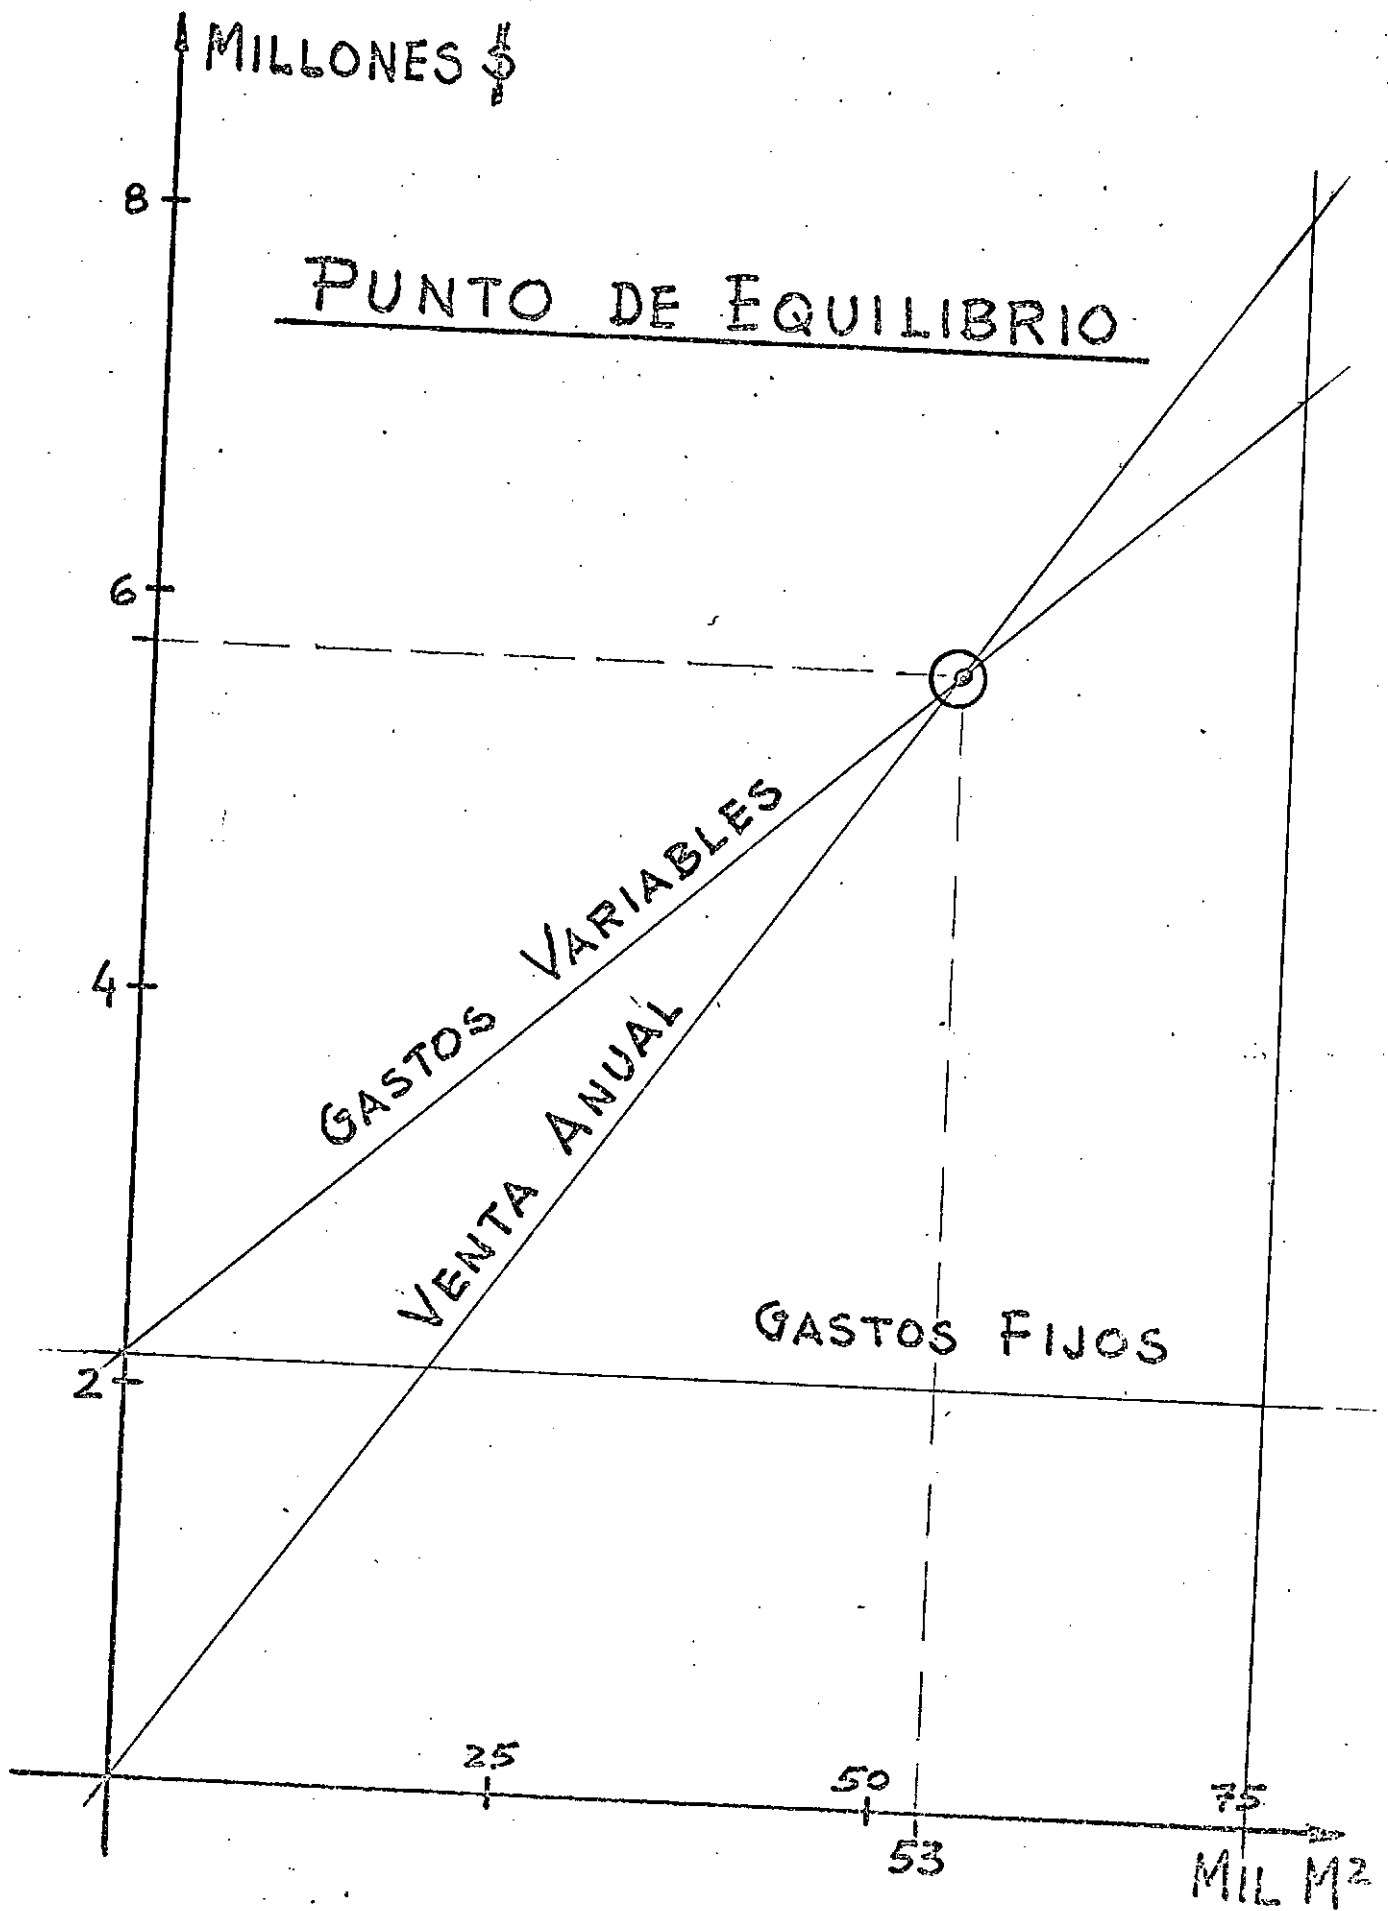 MILLONES $
8
PUNTO DE EQUILIBRIO
6
4
GASTOS VARIABLES
VENTA ANUAL
GASTOS FIJOS
2
25
50
75
53
MIL M²